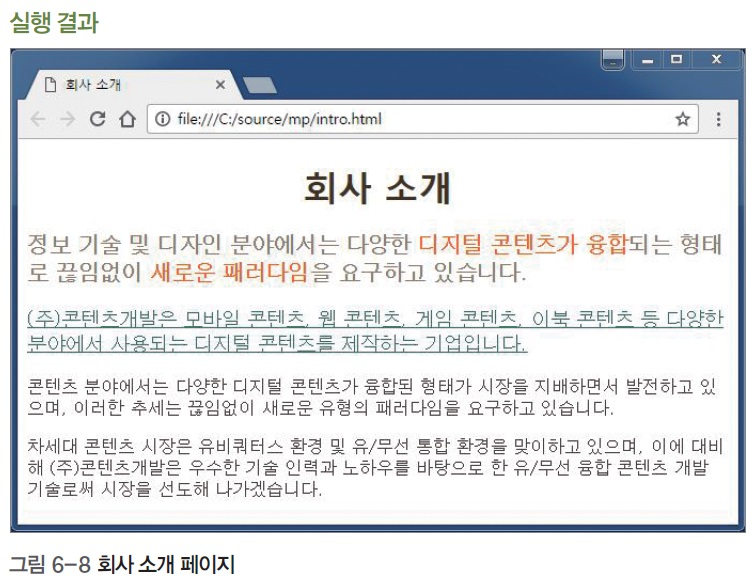 실행 결과
회사 소개
file:///C:/source/mp/intro.html
회사 소개
정보 기술 및 디자인 분야에서는 다양한 디지털 콘텐츠가 융합되는 형태
로 끊임없이 새로운 패러다임을 요구하고 있습니다.
(주)콘텐츠개발은 모바일 콘텐츠, 웹 콘텐츠, 게임 콘텐츠, 이북 콘텐츠 등 다양한
분야에서 사용되는 디지털 콘텐츠를 제작하는 기업입니다.
콘텐츠 분야에서는 다양한 디지털 콘텐츠가 융합된 형태가 시장을 지배하면서 발전하고 있
으며, 이러한 추세는 끊임없이 새로운 유형의 패러다임을 요구하고 있습니다.
차세대 콘텐츠 시장은 유비쿼터스 환경 및 유/무선 통합 환경을 맞이하고 있으며, 이에 대비
해 (주)콘텐츠개발은 우수한 기술 인력과 노하우를 바탕으로 한 유/무선 융합 콘텐츠 개발
기술로써 시장을 선도해 나가겠습니다.
그림 6-8 회사 소개 페이지